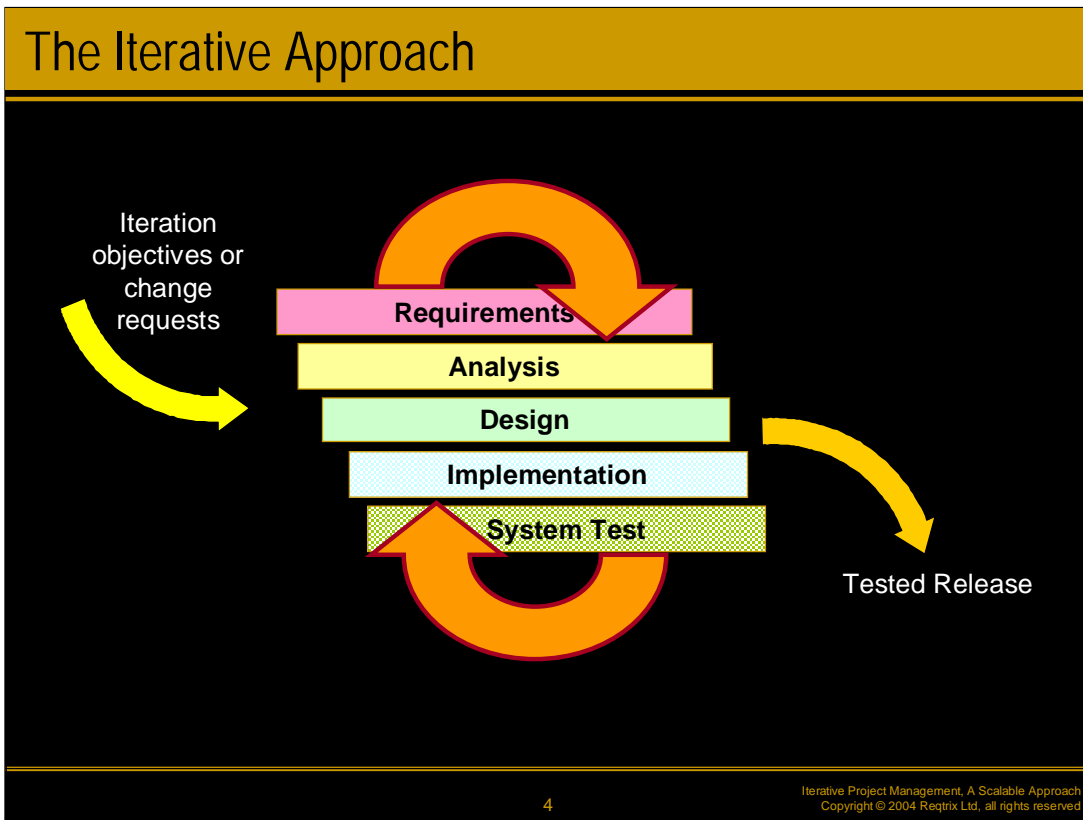 The Iterative Approach
Iteration
objectives or
change
requests
Requirements
Analysis
Design
Implementation
System Test
Tested Release
4
Iterative Project Management, A Scalable Approach
Copyright © 2004 Reqtrix Ltd, all rights reserved